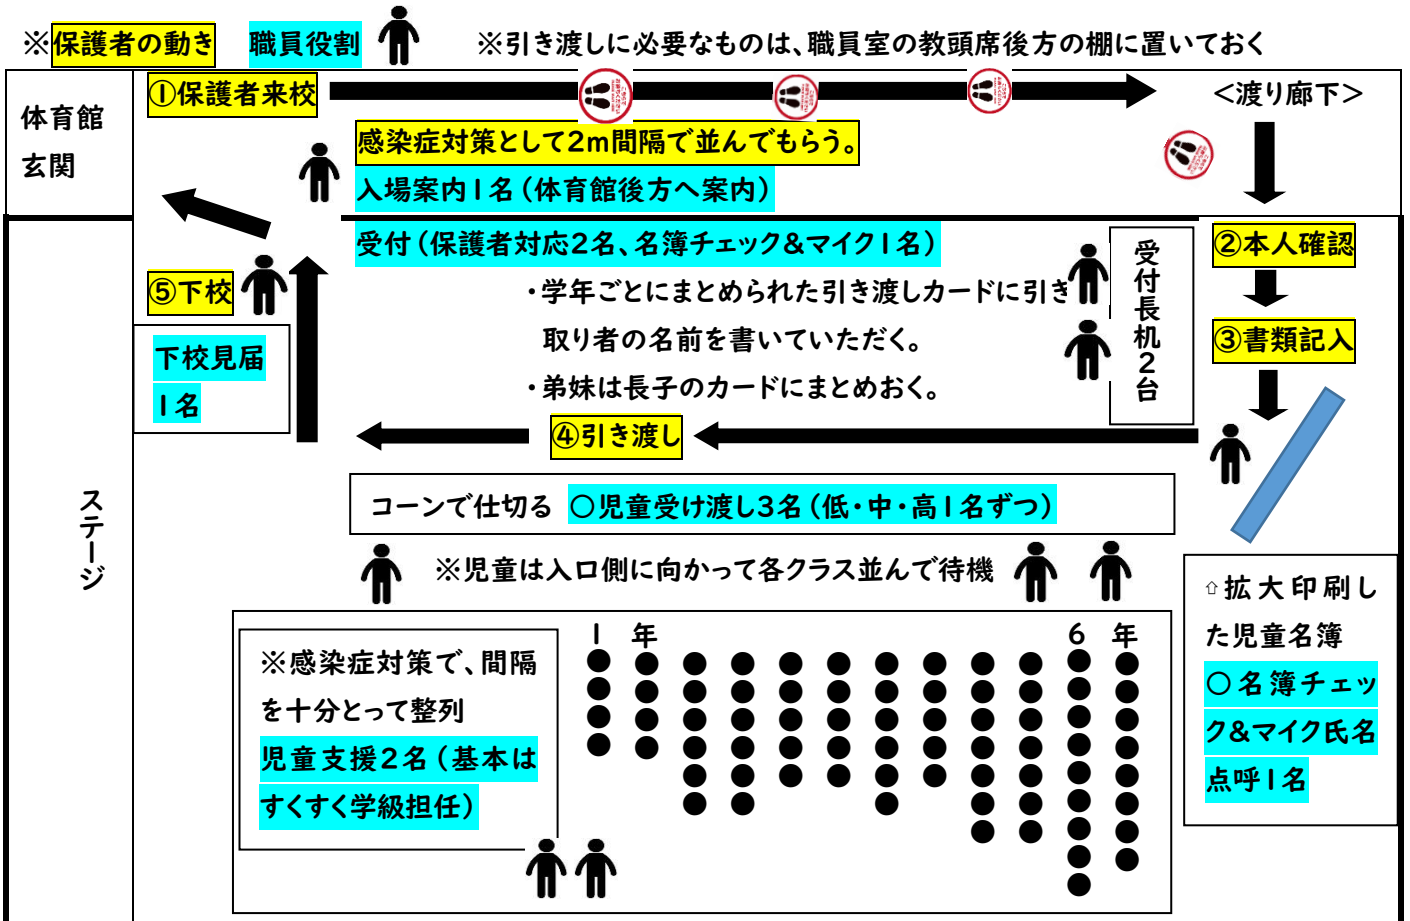 ※保護者の動き　職員役割　※引き渡しに必要なものは、職員室の教頭席後方の棚に置いておく
体育館
玄関
①保護者来校
＜渡り廊下＞
感染症対策として2m間隔で並んでもらう。
入場案内1名（体育館後方へ案内）
受付（保護者対応2名、名簿チェック&マイク1名）
・学年ごとにまとめられた引き渡しカードに引き
取り者の名前を書いていただく。
・弟妹は長子のカードにまとめおく。
受付長机2台
②本人確認
③書類記入
④引き渡し
⑤下校
下校見届
1名
ステージ
コーンで仕切る　○児童受け渡し3名（低・中・高1名ずつ）
※児童は入口側に向かって各クラス並んで待機
⇧拡大印刷し
た児童名簿
○名簿チェッ
ク&マイク氏名
点呼1名
1年
6年
※感染症対策で、間隔
を十分とって整列
児童支援2名（基本は
すくすく学級担任）